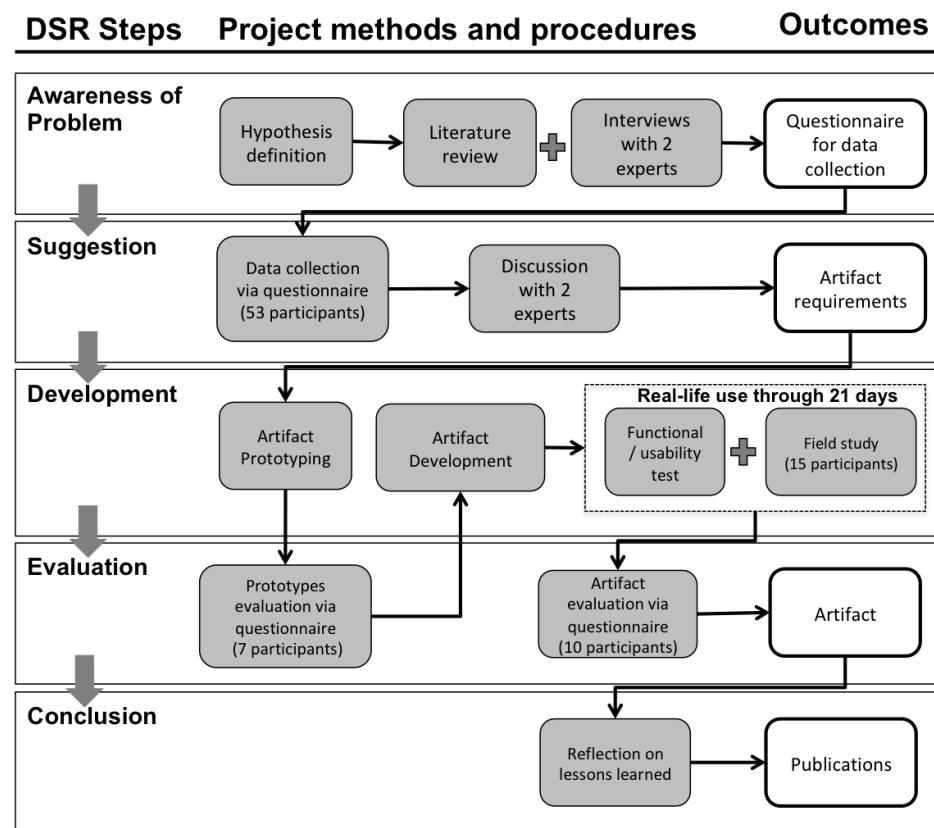 DSR Steps
Project methods and procedures
Outcomes
Awareness of
Problem
Hypothesis
definition
Literature
review
Interviews
with 2
experts
Questionnaire
for data
collection
Suggestion
Data collection
via questionnaire
(53 participants)
Discussion
with 2
experts
Artifact
requirements
Development
Artifact
Prototyping
Artifact
Development
Real-life use through 21 days
Functional
/ usability
test
Field study
(15 participants)
Evaluation
Prototypes
evaluation via
questionnaire
(7 participants)
Artifact
evaluation via
questionnaire
(10 participants)
Artifact
Conclusion
Reflection on
lessons learned
Publications